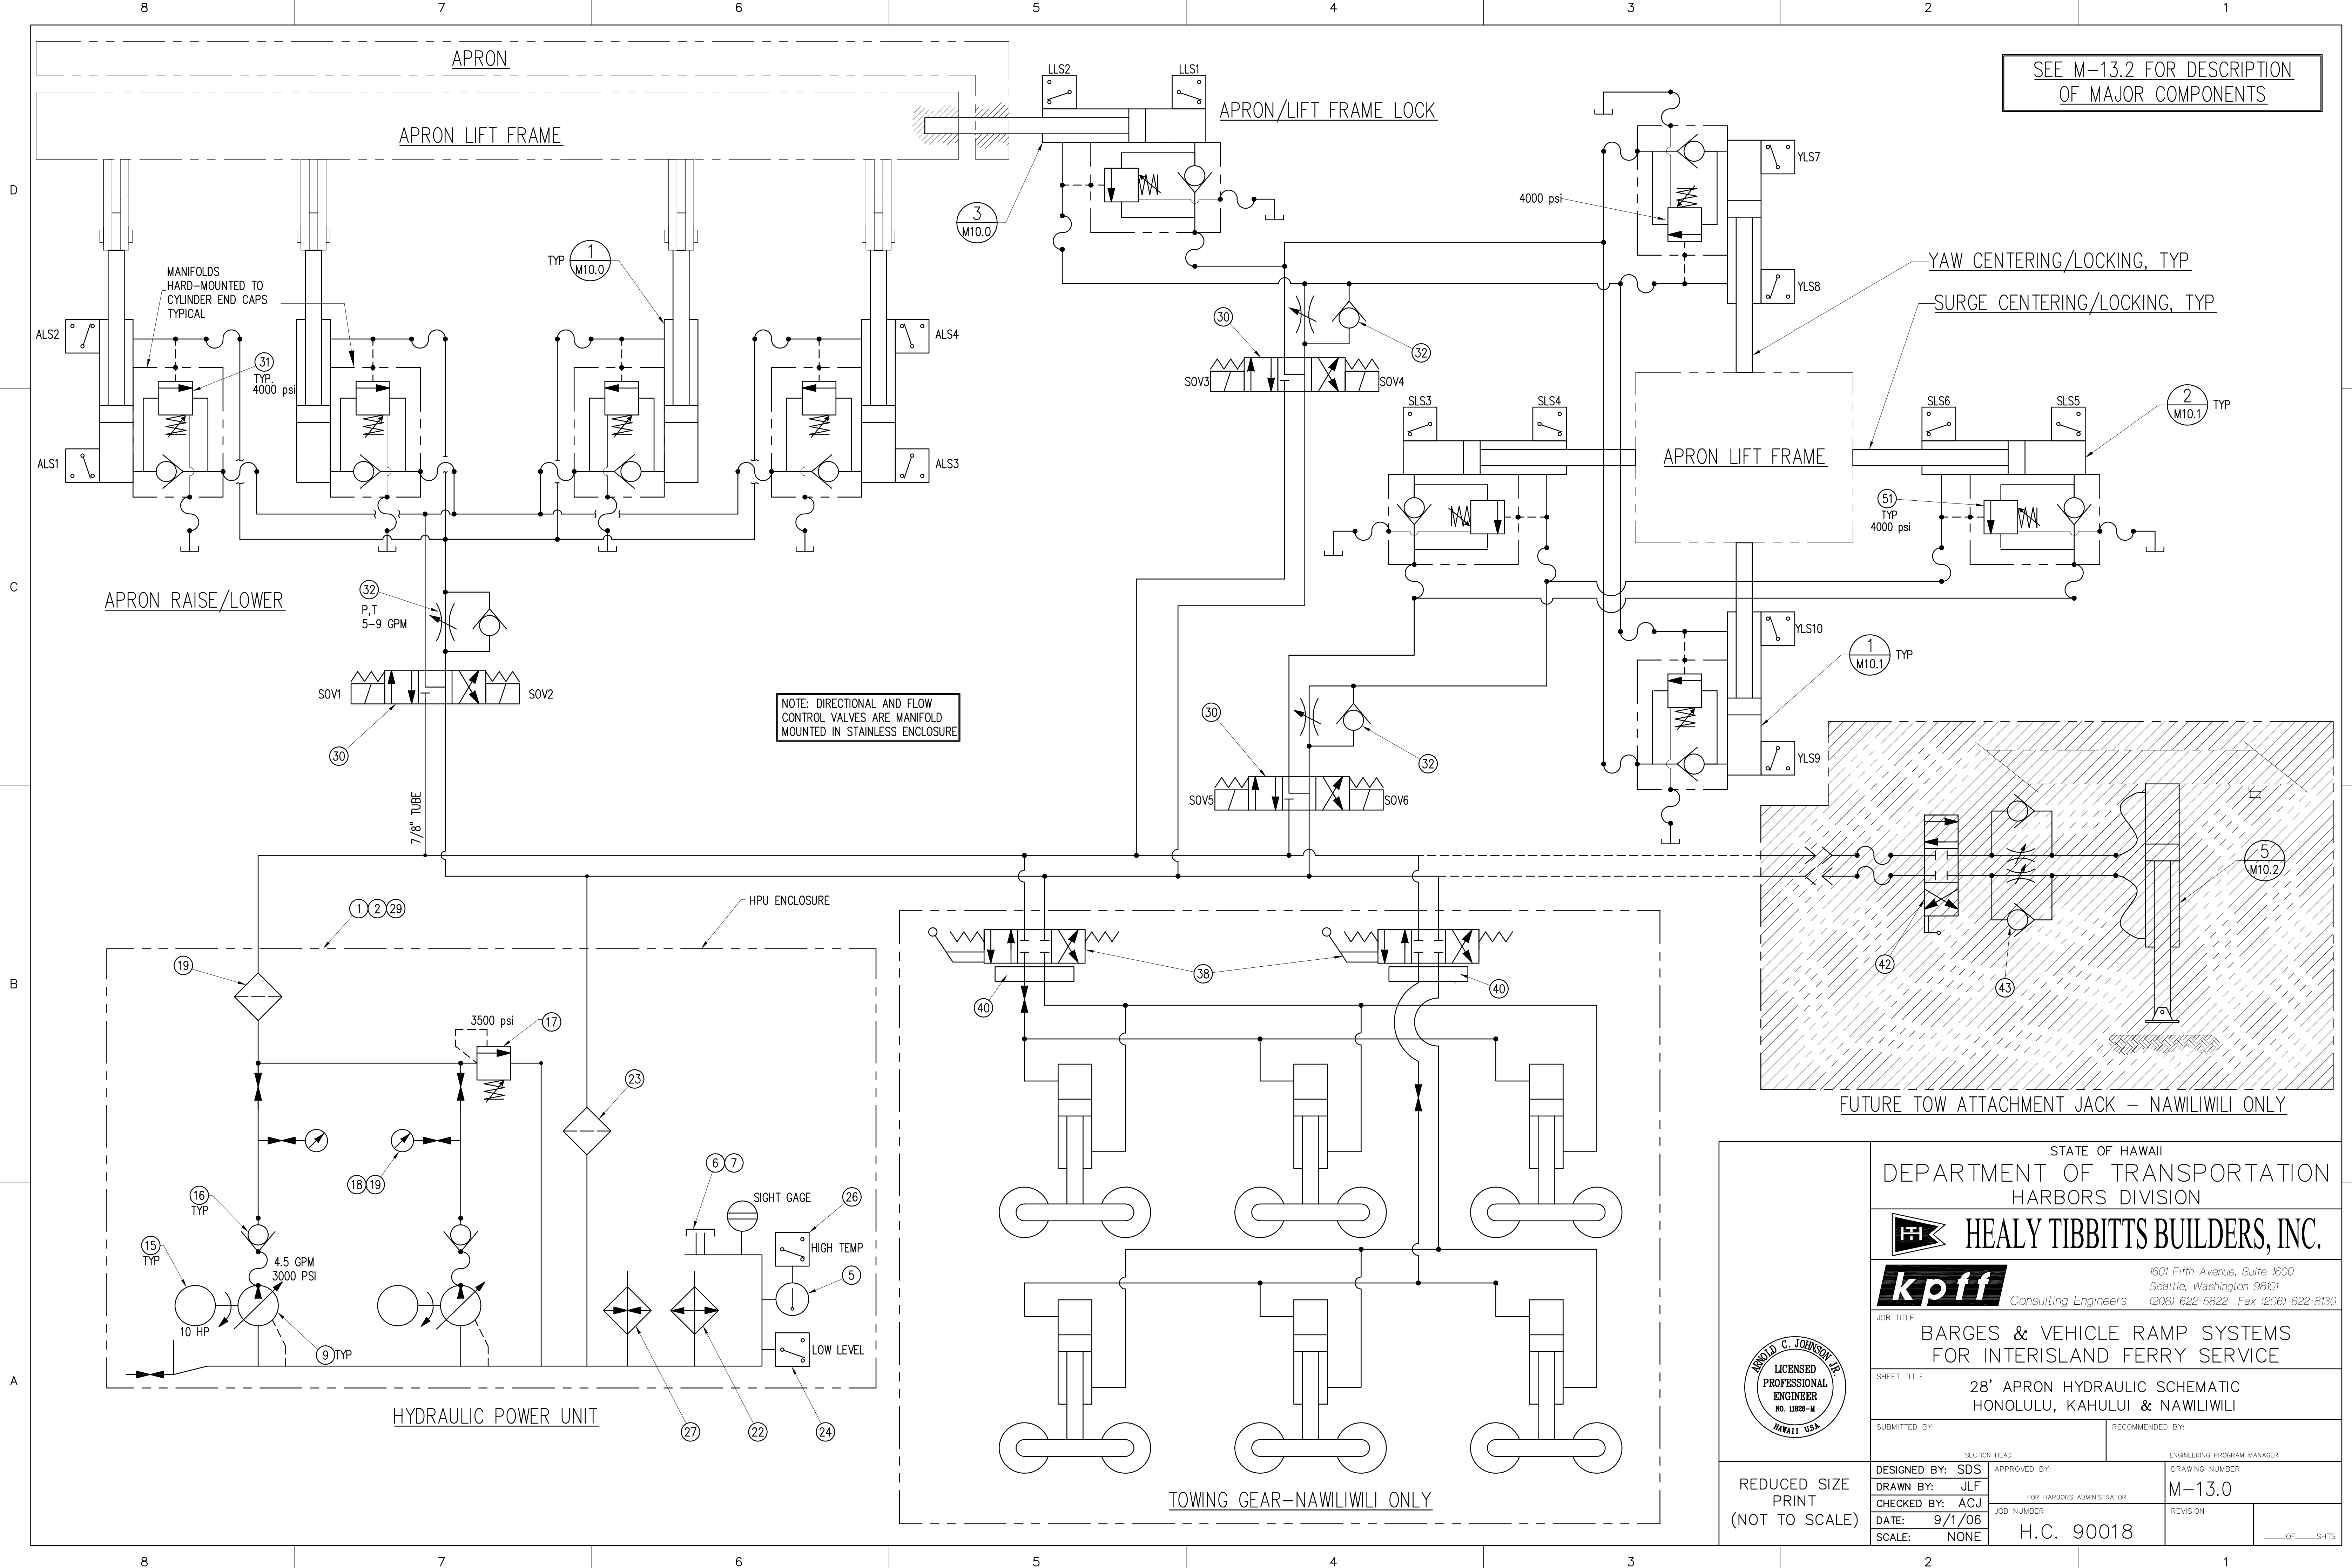 8 7 6 5 4 3 2 1
D
C
B
A
APRON
APRON LIFT FRAME
LLS2
LLS1
APRON/LIFT FRAME LOCK
3
M10.0
SEE M-13.2 FOR DESCRIPTION
OF MAJOR COMPONENTS
YLS7
4000 psi
YLS8
YAW CENTERING/LOCKING, TYP
SURGE CENTERING/LOCKING, TYP
MANIFOLDS
HARD-MOUNTED TO
CYLINDER END CAPS
TYPICAL
TYP
1
M10.0
ALS2
31
TYP.
4000 psi
ALS4
ALS1
ALS3
30
32
SOV3
SOV4
SLS3
SLS4
APRON LIFT FRAME
SLS6
SLS5
2
M10.1
TYP
51
TYP
4000 psi
APRON RAISE/LOWER
32
P,T
5-9 GPM
SOV1
SOV2
30
NOTE: DIRECTIONAL AND FLOW
CONTROL VALVES ARE MANIFOLD
MOUNTED IN STAINLESS ENCLOSURE
7/8" TUBE
30
32
SOV5
SOV6
YLS10
1
M10.1
TYP
YLS9
5
M10.2
42
43
FUTURE TOW ATTACHMENT JACK - NAWILIWILI ONLY
1 2 29
HPU ENCLOSURE
19
3500 psi
17
23
18 19
16
TYP
15
TYP
4.5 GPM
3000 PSI
10 HP
9 TYP
6 7
SIGHT GAGE
26
HIGH TEMP
5
LOW LEVEL
27
22
24
HYDRAULIC POWER UNIT
38
40
40
TOWING GEAR-NAWILIWILI ONLY
STATE OF HAWAII
DEPARTMENT OF TRANSPORTATION
HARBORS DIVISION
HTI
HEALY TIBBITTS BUILDERS, INC.
kpff
Consulting Engineers
1601 Fifth Avenue, Suite 1600
Seattle, Washington 98101
(206) 622-5822 Fax (206) 622-8130
JOB TITLE
BARGES & VEHICLE RAMP SYSTEMS
FOR INTERISLAND FERRY SERVICE
SHEET TITLE
28' APRON HYDRAULIC SCHEMATIC
HONOLULU, KAHULUI & NAWILIWILI
SUBMITTED BY:
SECTION HEAD
RECOMMENDED BY:
ENGINEERING PROGRAM MANAGER
DESIGNED BY: SDS
DRAWN BY: JLF
CHECKED BY: ACJ
DATE: 9/1/06
SCALE: NONE
APPROVED BY:
FOR HARBORS ADMINISTRATOR
JOB NUMBER
H.C. 90018
DRAWING NUMBER
M-13.0
REVISION
OF SHTS
ARNOLD C. JOHNSON JR.
LICENSED
PROFESSIONAL
ENGINEER
NO. 11826-M
HAWAII U.S.A.
REDUCED SIZE
PRINT
(NOT TO SCALE)
8 7 6 5 4 3 2 1